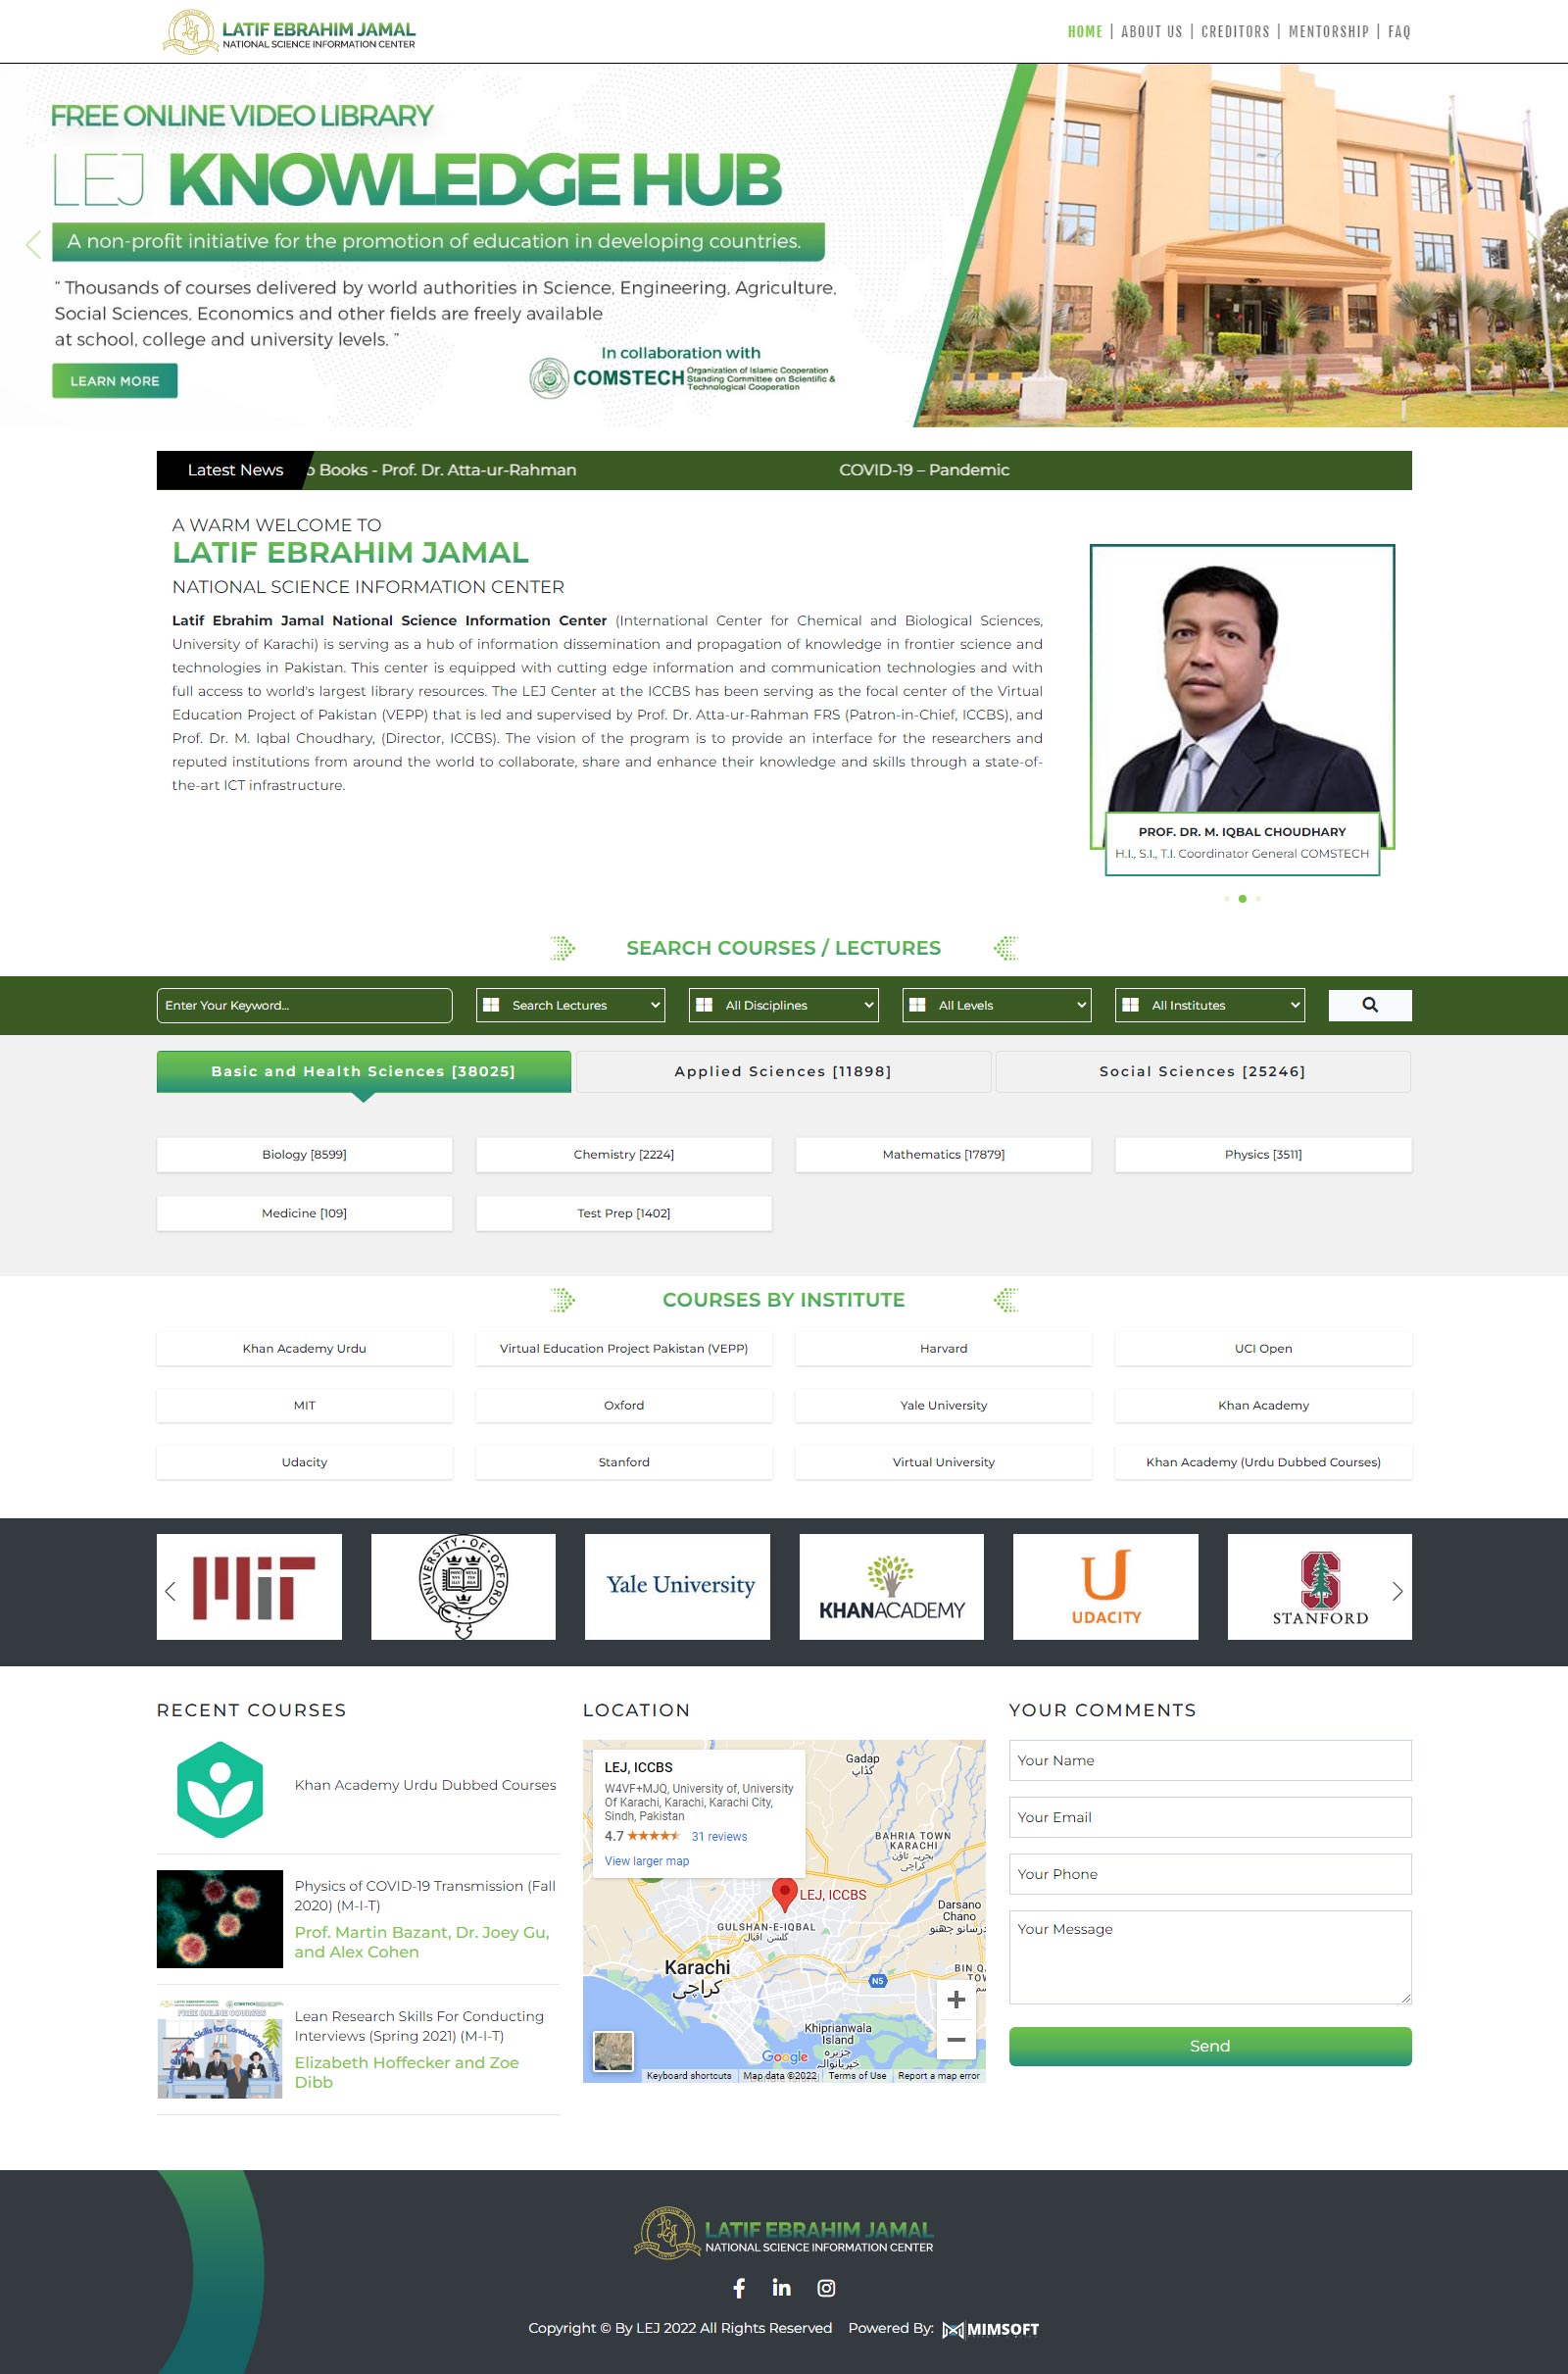 LATIF EBRAHIM JAMAL
NATIONAL SCIENCE INFORMATION CENTER
HOME | ABOUT US | CREDITORS | MENTORSHIP | FAQ
FREE ONLINE VIDEO LIBRARY
LEJ KNOWLEDGE HUB
A non-profit initiative for the promotion of education in developing countries.
“ Thousands of courses delivered by world authorities in Science, Engineering, Agriculture,
Social Sciences, Economics and other fields are freely available
at school, college and university levels. ”
LEARN MORE
In collaboration with
COMSTECH
Organization of Islamic Cooperation
Standing Committee on Scientific &
Technological Cooperation
Latest News
o Books - Prof. Dr. Atta-ur-Rahman
COVID-19 – Pandemic
A WARM WELCOME TO
LATIF EBRAHIM JAMAL
NATIONAL SCIENCE INFORMATION CENTER
Latif Ebrahim Jamal National Science Information Center (International Center for Chemical and Biological Sciences,
University of Karachi) is serving as a hub of information dissemination and propagation of knowledge in frontier science and
technologies in Pakistan. This center is equipped with cutting edge information and communication technologies and with
full access to world's largest library resources. The LEJ Center at the ICCBS has been serving as the focal center of the Virtual
Education Project of Pakistan (VEPP) that is led and supervised by Prof. Dr. Atta-ur-Rahman FRS (Patron-in-Chief, ICCBS), and
Prof. Dr. M. Iqbal Choudhary, (Director, ICCBS). The vision of the program is to provide an interface for the researchers and
reputed institutions from around the world to collaborate, share and enhance their knowledge and skills through a state-of-
the-art ICT infrastructure.
PROF. DR. M. IQBAL CHOUDHARY
H.I., S.I., T.I. Coordinator General COMSTECH
SEARCH COURSES / LECTURES
Enter Your Keyword...
Search Lectures
All Disciplines
All Levels
All Institutes
Basic and Health Sciences [38025]
Applied Sciences [11898]
Social Sciences [25246]
Biology [8599]
Chemistry [2224]
Mathematics [17879]
Physics [3511]
Medicine [109]
Test Prep [1402]
COURSES BY INSTITUTE
Khan Academy Urdu
Virtual Education Project Pakistan (VEPP)
Harvard
UCI Open
MIT
Oxford
Yale University
Khan Academy
Udacity
Stanford
Virtual University
Khan Academy (Urdu Dubbed Courses)
MIT
UNIVERSITY OF OXFORD
Yale University
KHANACADEMY
UDACITY
STANFORD
RECENT COURSES
Khan Academy Urdu Dubbed Courses
Physics of COVID-19 Transmission (Fall
2020) (M-I-T)
Prof. Martin Bazant, Dr. Joey Gu,
and Alex Cohen
FREE ONLINE COURSES
Lean Research Skills for Conducting Interviews
Lean Research Skills For Conducting
Interviews (Spring 2021) (M-I-T)
Elizabeth Hoffecker and Zoe
Dibb
LOCATION
LEJ, ICCBS
W4VF+MJQ, University of, University
Of Karachi, Karachi, Karachi City,
Sindh, Pakistan
4.7
31 reviews
View larger map
Gadap
گڈاپ
BAHRIA TOWN
KARACHI
بحریہ ٹاؤن
کراچی
LEJ, ICCBS
Darsano
Chano
درسانو چھنو
GULSHAN-E-IQBAL
گلشن اقبال
Karachi
كراچى
N5
BIN Q
TOW
Khiprianwala
Island
جزیرہ
خپریانوالہ
Google
Keyboard shortcuts
Map data ©2022
Terms of Use
Report a map error
YOUR COMMENTS
Your Name
Your Email
Your Phone
Your Message
Send
LATIF EBRAHIM JAMAL
NATIONAL SCIENCE INFORMATION CENTER
Copyright © By LEJ 2022 All Rights Reserved
Powered By: MIMSOFT